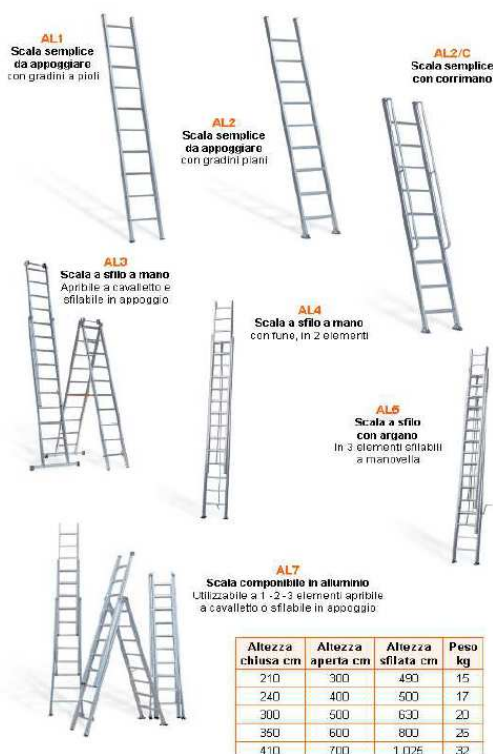 AL1
Scala semplice
da appoggiare
con gradini a pioli
AL2
Scala semplice
da appoggiare
con gradini piani
AL2/C
Scala semplice
con corrimano
AL3
Scala a sfilo a mano
Apribile a cavalletto e
sfilabile in appoggio
AL4
Scala a sfilo a mano
con fune, in 2 elementi
AL5
Scala a sfilo
con argano
In 3 elementi sfilabili
a manovella
AL7
Scala componibile in alluminio
Utilizzabile a 1 - 2 - 3 elementi apribile
a cavalletto o sfilabile in appoggio
Altezza chiusa cm Altezza aperta cm Altezza sfilata cm Peso kg
210 300 490 15
240 400 500 17
300 500 630 20
350 600 800 26
410 700 1.026 32